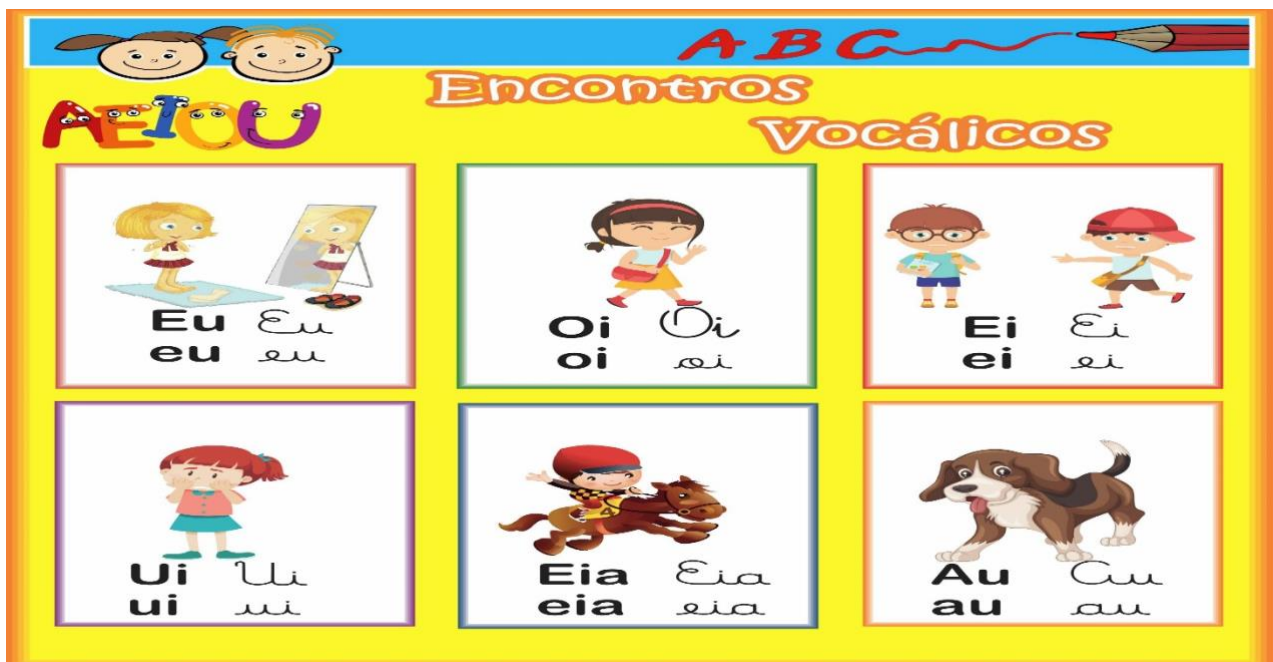 A B C
AEIOU
Encontros
Vocálicos
Eu Eu
eu eu
Oi Oi
oi oi
Ei Ei
ei ei
4
Ui Ui
ui ui
Eia Eia
eia eia
Au Au
au au